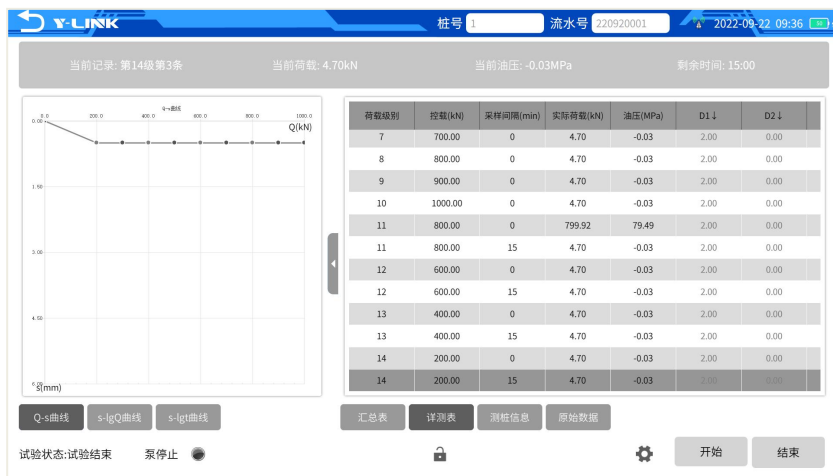 Y-LINK 桩号 1 流水号 220920001 2022-09-22 09:36
当前记录: 第14级第3条 当前荷载: 4.70kN 当前油压: -0.03MPa 剩余时间: 15:00
Q-s曲线
0.0 200.0 400.0 600.0 800.0 1000.0
0.00
Q(kN)
1.50
3.00
4.50
6.00
s(mm)
荷载级别 控载(kN) 采样间隔(min) 实际荷载(kN) 油压(MPa) D1↓ D2↓
7 700.00 0 4.70 -0.03 2.00 0.00
8 800.00 0 4.70 -0.03 2.00 0.00
9 900.00 0 4.70 -0.03 2.00 0.00
10 1000.00 0 4.70 -0.03 2.00 0.00
11 800.00 0 799.92 79.49 2.00 0.00
11 800.00 15 4.70 -0.03 2.00 0.00
12 600.00 0 4.70 -0.03 2.00 0.00
12 600.00 15 4.70 -0.03 2.00 0.00
13 400.00 0 4.70 -0.03 2.00 0.00
13 400.00 15 4.70 -0.03 2.00 0.00
14 200.00 0 4.70 -0.03 2.00 0.00
14 200.00 15 4.70 -0.03 2.00 0.00
Q-s曲线 s-lgQ曲线 s-lgt曲线 汇总表 详测表 测桩信息 原始数据
试验状态:试验结束 泵停止 开始 结束